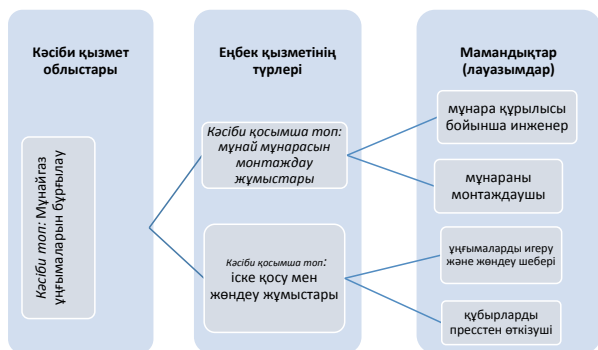 Кәсіби қызмет
облыстары
Кәсіби топ: Мұнайгаз
ұңғымаларын бұрғылау
Еңбек қызметінің
түрлері
Кәсіби қосымша топ:
мұнай мұнарасын
монтаждау
жұмыстары
Кәсіби қосымша топ:
іске қосу мен
жөндеу жұмыстары
Мамандықтар
(лауазымдар)
мұнара құрылысы
бойынша инженер
мұнараны
монтаждаушы
ұңғымаларды игеру
және жөндеу шебері
құбырларды
пресстен өткізуші